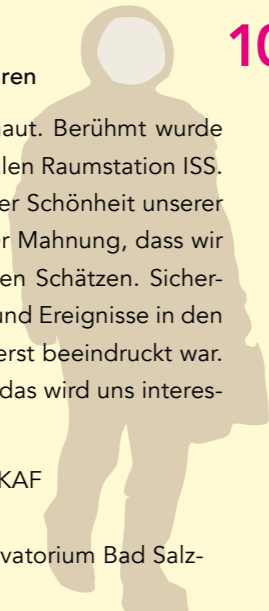 10
ren
aut. Berühmt wurde
len Raumstation ISS.
er Schönheit unserer
r Mahnung, dass wir
en Schätzen. Sicher-
und Ereignisse in den
erst beeindruckt war.
das wird uns interes-
KAF
vatorium Bad Salz-